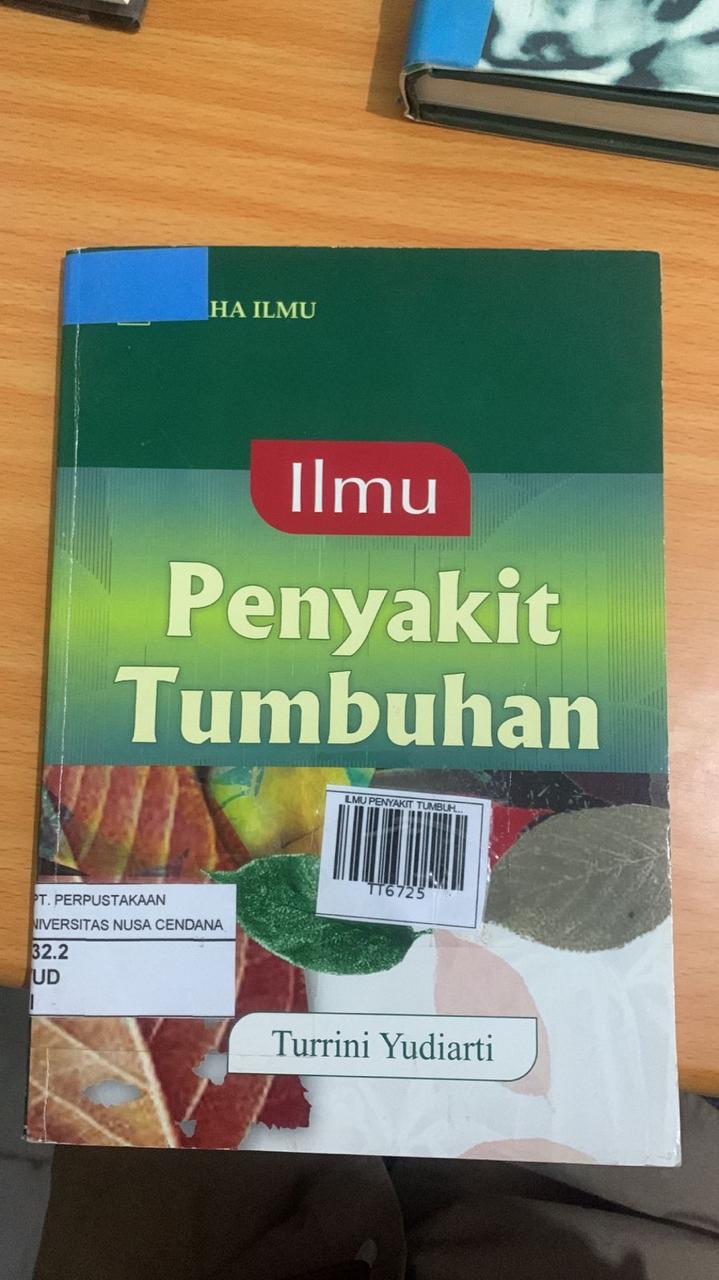 HA ILMU
Ilmu
Penyakit
Tumbuhan
ILMU PENYAKIT TUMBUH...
TT6725
PT. PERPUSTAKAAN
NIVERSITAS NUSA CENDANA
32.2
UD
I
Turrini Yudiarti